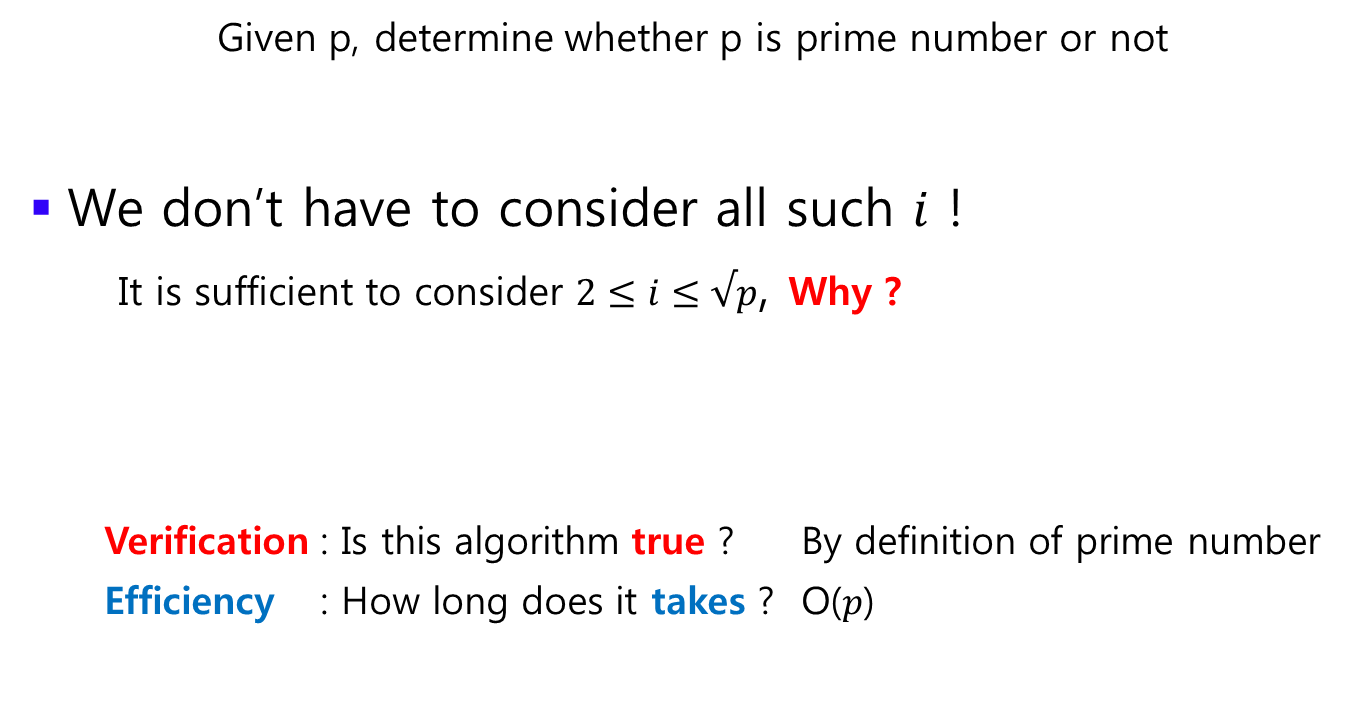 Given p, determine whether p is prime number or not
▪ We don't have to consider all such i !
It is sufficient to consider 2 ≤ i ≤ √p, Why ?
Verification : Is this algorithm true ? By definition of prime number
Efficiency : How long does it takes ? O(p)